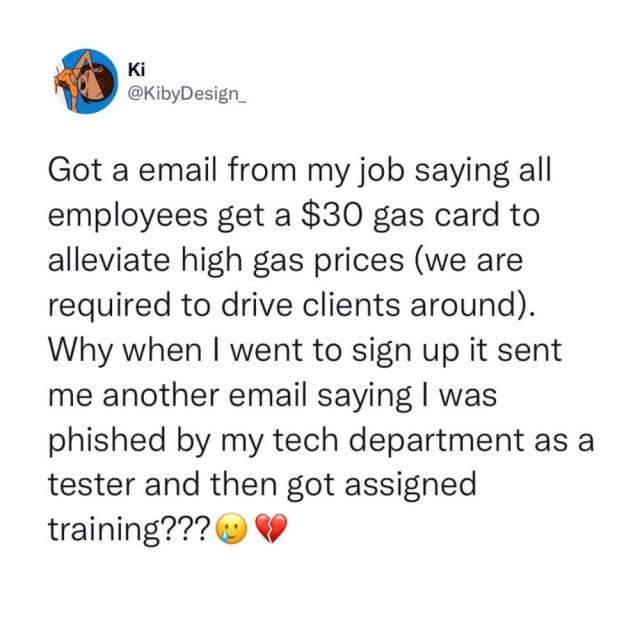 Ki
@KibyDesign_
Got a email from my job saying all
employees get a $30 gas card to
alleviate high gas prices (we are
required to drive clients around).
Why when I went to sign up it sent
me another email saying I was
phished by my tech department as a
tester and then got assigned
training???🥲💔